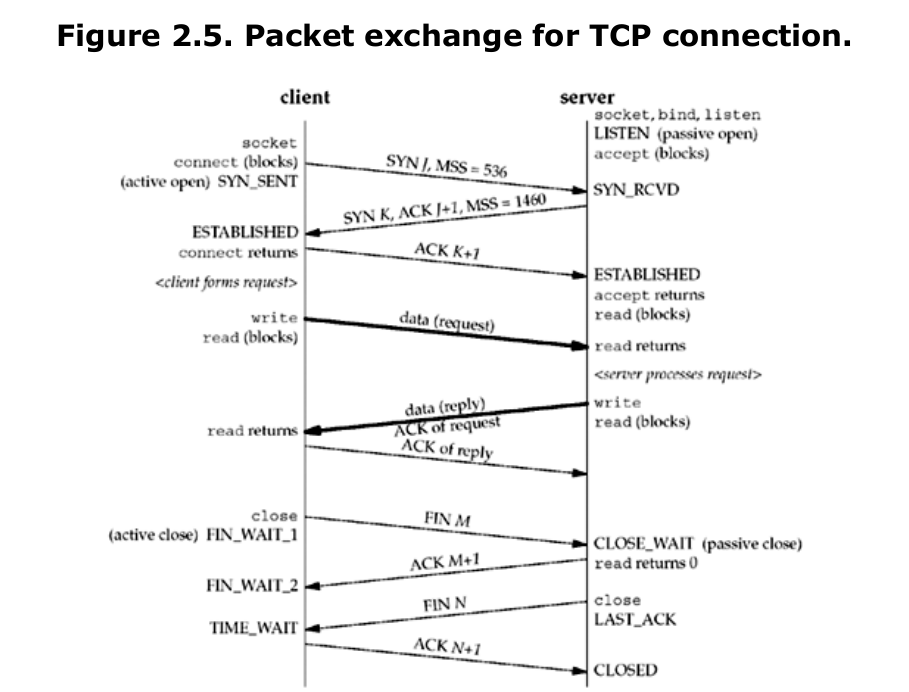 Figure 2.5. Packet exchange for TCP connection.
client
server
socket, bind, listen
LISTEN (passive open)
accept (blocks)
socket
connect (blocks)
(active open) SYN_SENT
SYN J, MSS = 536
SYN_RCVD
SYN K, ACK J+1, MSS = 1460
ESTABLISHED
connect returns
ACK K+1
<client forms request>
ESTABLISHED
accept returns
read (blocks)
write
read (blocks)
data (request)
read returns
<server processes request>
write
read (blocks)
data (reply)
ACK of request
read returns
ACK of reply
close
(active close) FIN_WAIT_1
FIN M
CLOSE_WAIT (passive close)
read returns 0
ACK M+1
FIN_WAIT_2
close
LAST_ACK
FIN N
TIME_WAIT
ACK N+1
CLOSED